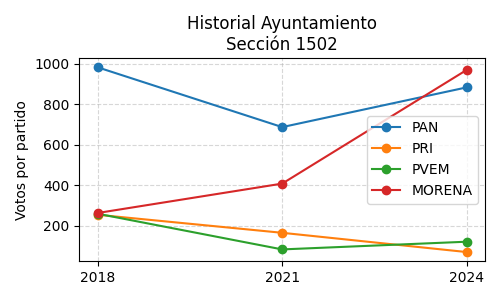 Historial Ayuntamiento
Sección 1502
Votos por partido
1000
800
600
400
200
2018
2021
2024
PAN
PRI
PVEM
MORENA